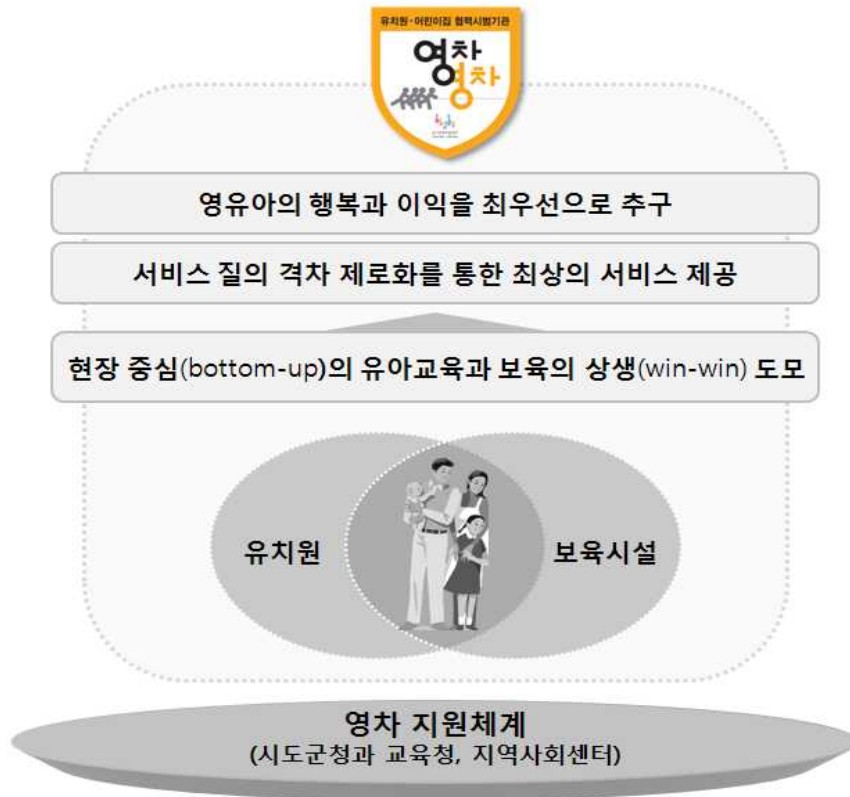 유치원·어린이집 협력시범기관
영차
영차
영유아의 행복과 이익을 최우선으로 추구
서비스 질의 격차 제로화를 통한 최상의 서비스 제공
현장 중심(bottom-up)의 유아교육과 보육의 상생(win-win) 도모
유치원
보육시설
영차 지원체계
(시도군청과 교육청, 지역사회센터)